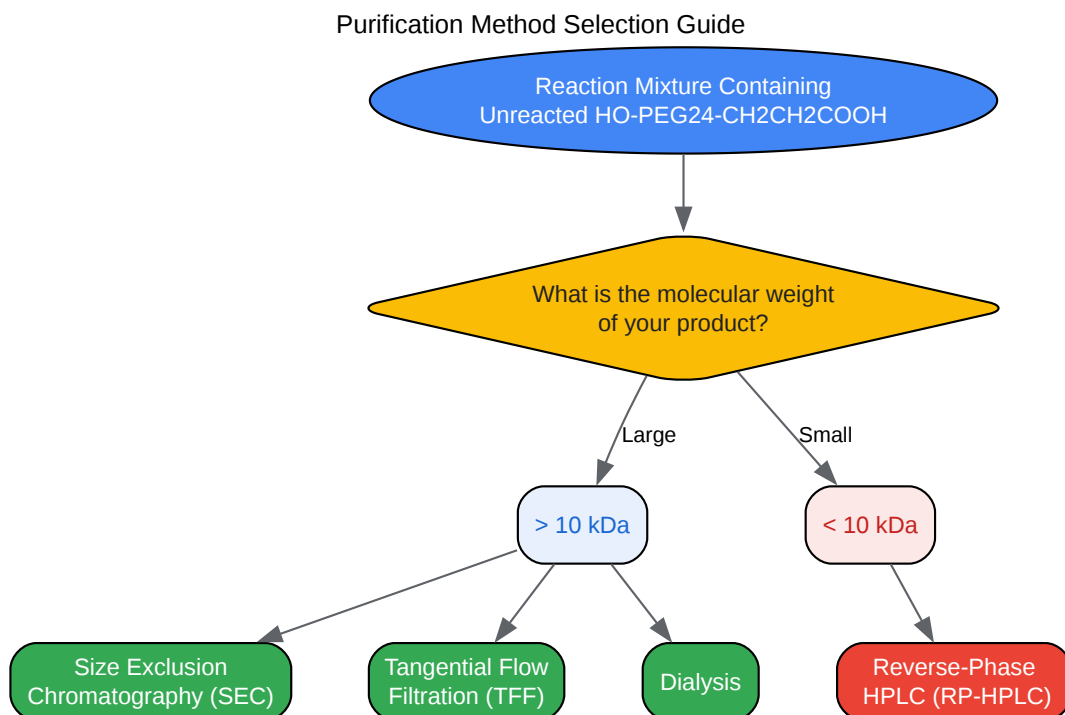 Purification Method Selection Guide
Reaction Mixture Containing
Unreacted HO-PEG24-CH2CH2COOH
What is the molecular weight
of your product?
Large
Small
> 10 kDa
< 10 kDa
Size Exclusion
Chromatography (SEC)
Tangential Flow
Filtration (TFF)
Dialysis
Reverse-Phase
HPLC (RP-HPLC)